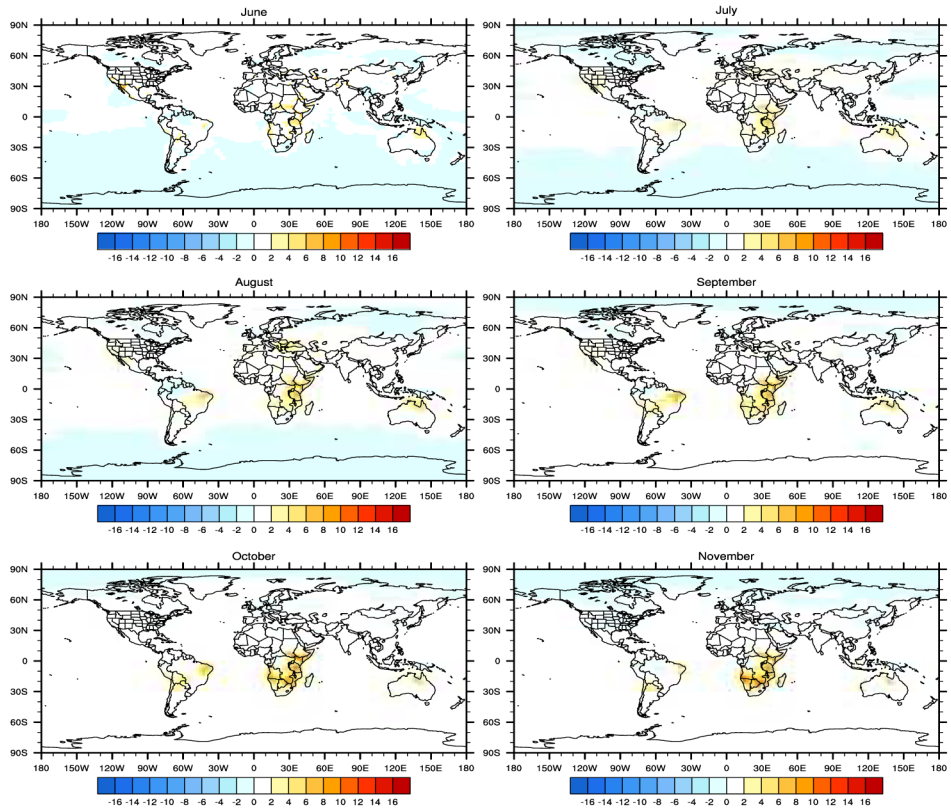 June
90N
60N
30N
0
30S
60S
90S
180 150W 120W 90W 60W 30W 0 30E 60E 90E 120E 150E 180
-16 -14 -12 -10 -8 -6 -4 -2 0 2 4 6 8 10 12 14 16
July
90N
60N
30N
0
30S
60S
90S
180 150W 120W 90W 60W 30W 0 30E 60E 90E 120E 150E 180
-16 -14 -12 -10 -8 -6 -4 -2 0 2 4 6 8 10 12 14 16
August
90N
60N
30N
0
30S
60S
90S
180 150W 120W 90W 60W 30W 0 30E 60E 90E 120E 150E 180
-16 -14 -12 -10 -8 -6 -4 -2 0 2 4 6 8 10 12 14 16
September
90N
60N
30N
0
30S
60S
90S
180 150W 120W 90W 60W 30W 0 30E 60E 90E 120E 150E 180
-16 -14 -12 -10 -8 -6 -4 -2 0 2 4 6 8 10 12 14 16
October
90N
60N
30N
0
30S
60S
90S
180 150W 120W 90W 60W 30W 0 30E 60E 90E 120E 150E 180
-16 -14 -12 -10 -8 -6 -4 -2 0 2 4 6 8 10 12 14 16
November
90N
60N
30N
0
30S
60S
90S
180 150W 120W 90W 60W 30W 0 30E 60E 90E 120E 150E 180
-16 -14 -12 -10 -8 -6 -4 -2 0 2 4 6 8 10 12 14 16